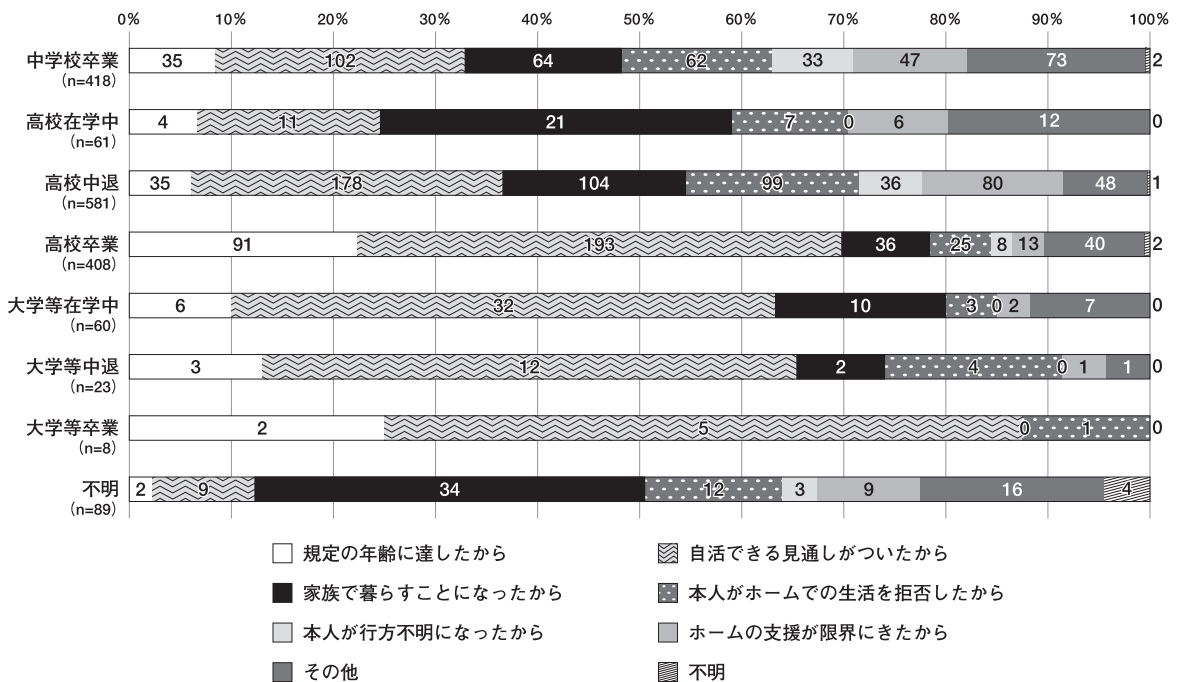 0% 10% 20% 30% 40% 50% 60% 70% 80% 90% 100%
中学校卒業 35 102 64 62 33 47 73 2
(n=418)
高校在学中 4 11 21 7 0 6 12 0
(n=61)
高校中退 35 178 104 99 36 80 48 1
(n=581)
高校卒業 91 193 36 25 8 13 40 2
(n=408)
大学等在学中 6 32 10 3 0 2 7 0
(n=60)
大学等中退 3 12 2 4 0 1 1 0
(n=23)
大学等卒業 2 5 0 1 0
(n=8)
不明 2 9 34 12 3 9 16 4
(n=89)
規定の年齢に達したから 自活できる見通しがついたから
家族で暮らすことになったから 本人がホームでの生活を拒否したから
本人が行方不明になったから ホームの支援が限界にきたから
その他 不明